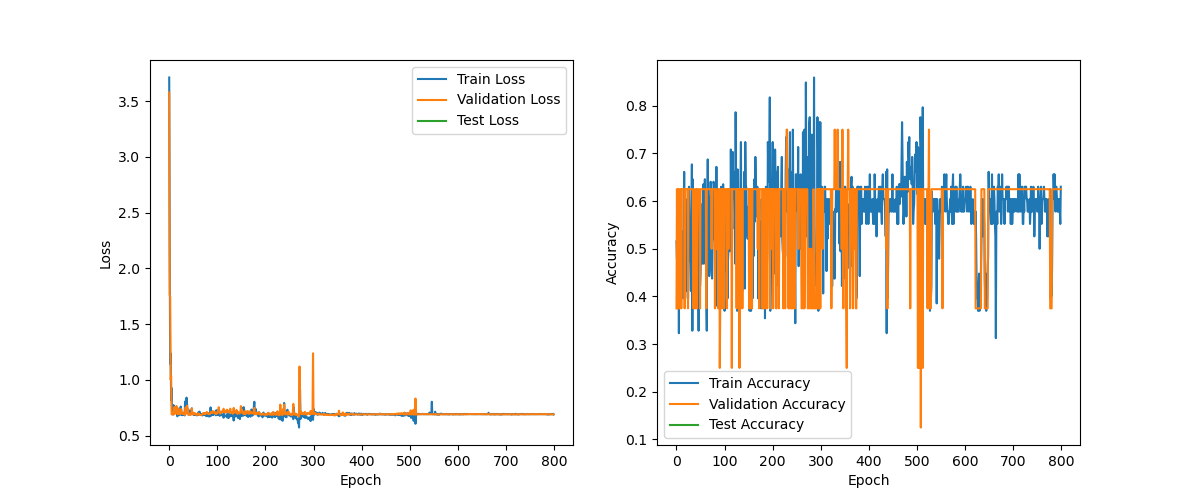 Train Loss
Validation Loss
Test Loss
3.5
3.0
2.5
2.0
1.5
1.0
0.5
Loss
0 100 200 300 400 500 600 700 800
Epoch
0.8
0.7
0.6
0.5
0.4
0.3
0.2
0.1
Accuracy
Train Accuracy
Validation Accuracy
Test Accuracy
0 100 200 300 400 500 600 700 800
Epoch